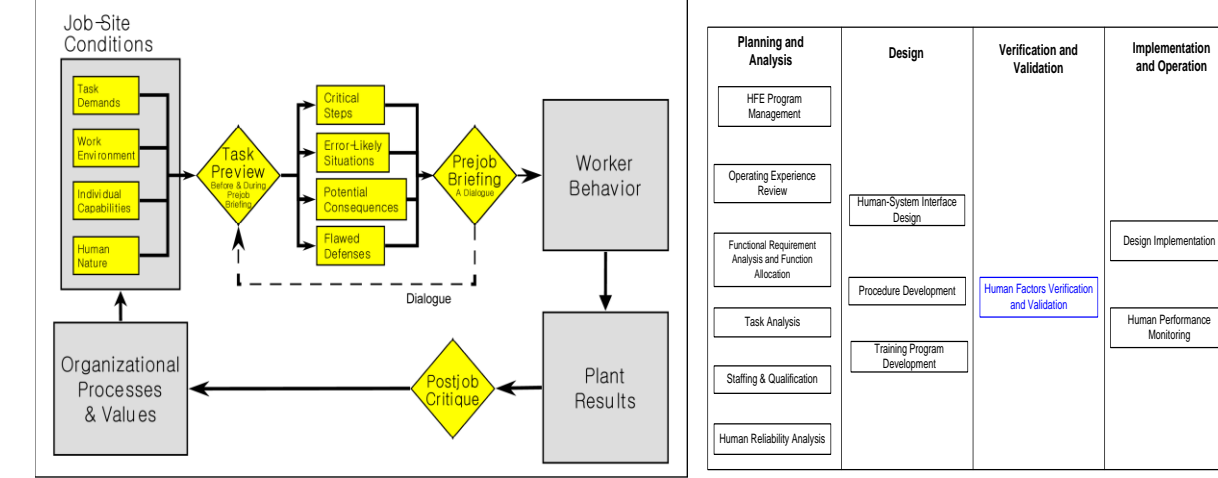 Job-Site
Conditions
Task
Demands
Work
Environment
Individual
Capabilities
Human
Nature
Task
Preview
Before & During
Prejob
Briefing
Critical
Steps
Error-Likely
Situations
Potential
Consequences
Flawed
Defenses
Prejob
Briefing
A Dialogue
Dialogue
Worker
Behavior
Organizational
Processes
& Values
Postjob
Critique
Plant
Results
Planning and
Analysis
HFE Program
Management
Operating Experience
Review
Functional Requirement
Analysis and Function
Allocation
Task Analysis
Staffing & Qualification
Human Reliability Analysis
Design
Human-System Interface
Design
Procedure Development
Training Program
Development
Verification and
Validation
Human Factors Verification
and Validation
Implementation
and Operation
Design Implementation
Human Performance
Monitoring